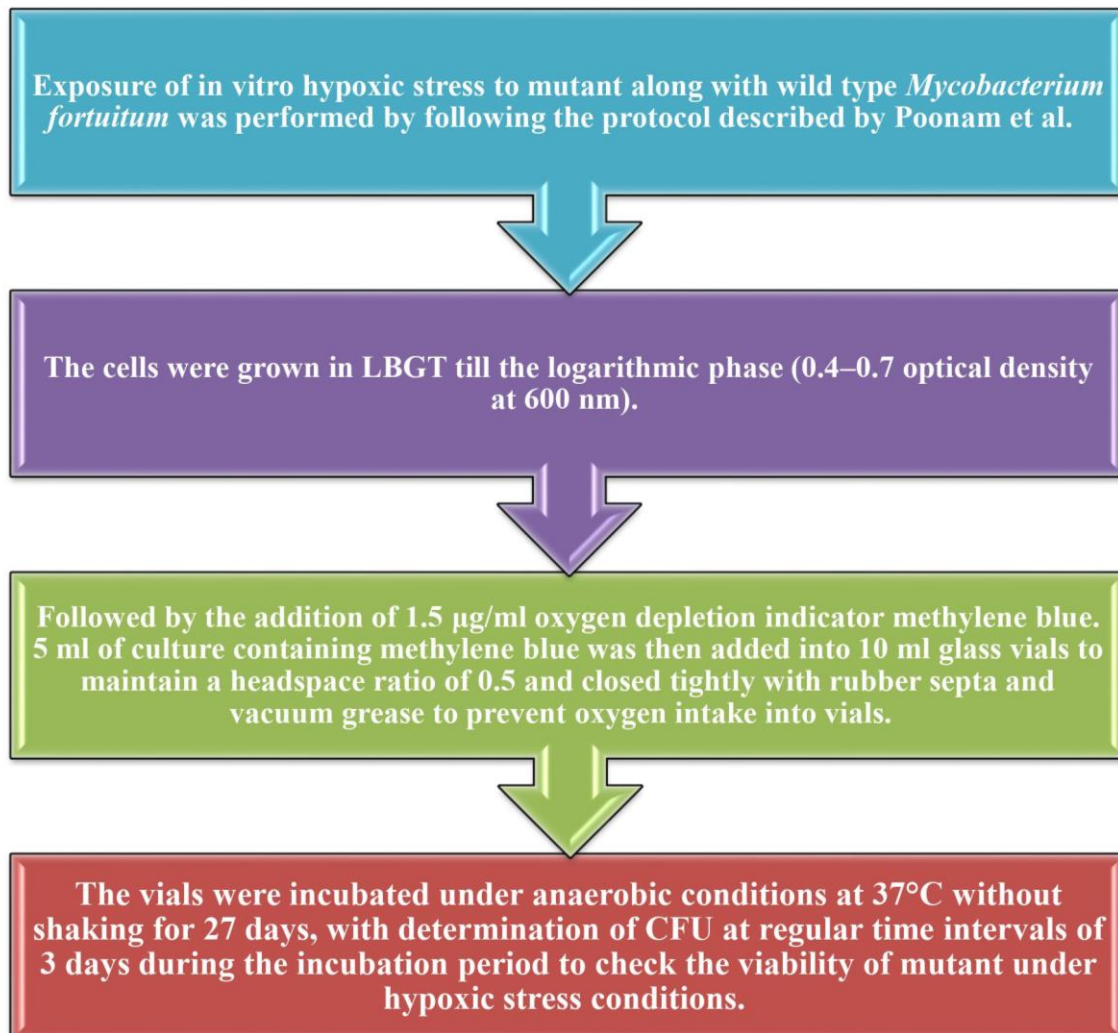 Exposure of in vitro hypoxic stress to mutant along with wild type Mycobacterium
fortuitum was performed by following the protocol described by Poonam et al.
The cells were grown in LBGT till the logarithmic phase (0.4–0.7 optical density
at 600 nm).
Followed by the addition of 1.5 µg/ml oxygen depletion indicator methylene blue.
5 ml of culture containing methylene blue was then added into 10 ml glass vials to
maintain a headspace ratio of 0.5 and closed tightly with rubber septa and
vacuum grease to prevent oxygen intake into vials.
The vials were incubated under anaerobic conditions at 37°C without
shaking for 27 days, with determination of CFU at regular time intervals of
3 days during the incubation period to check the viability of mutant under
hypoxic stress conditions.